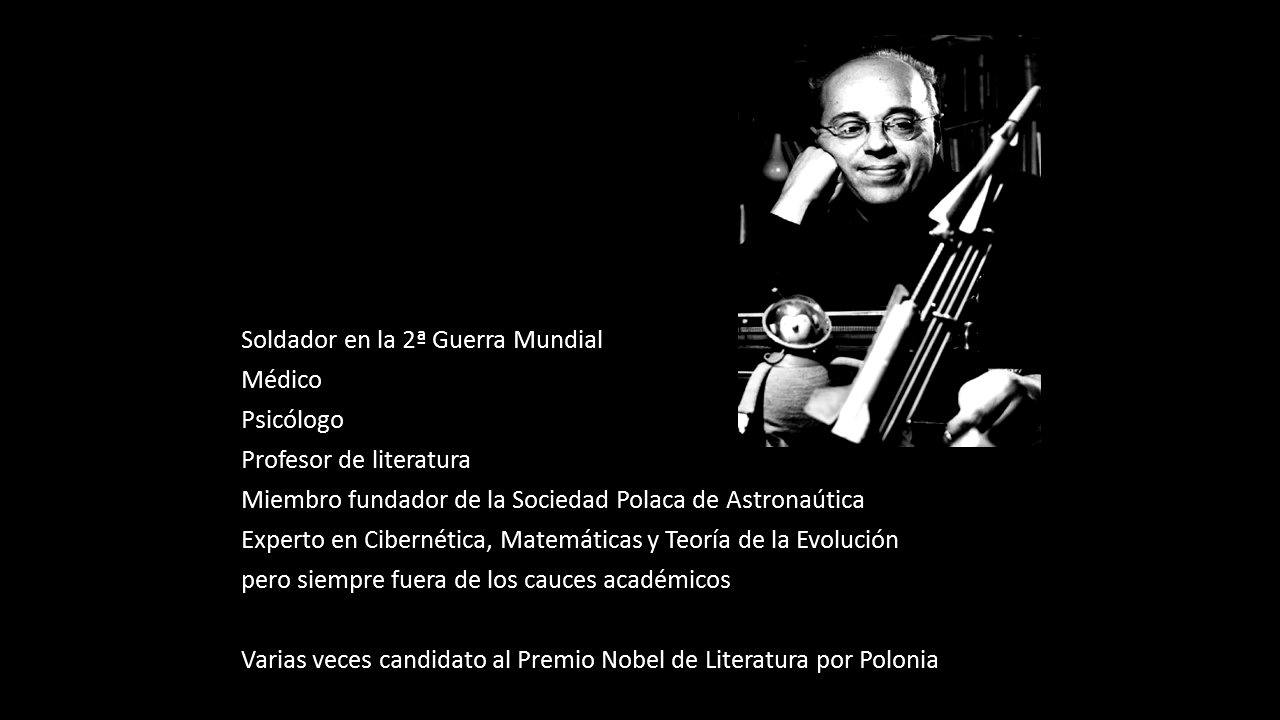 Soldador en la 2ª Guerra Mundial
Médico
Psicólogo
Profesor de literatura
Miembro fundador de la Sociedad Polaca de Astronaútica
Experto en Cibernética, Matemáticas y Teoría de la Evolución
pero siempre fuera de los cauces académicos
Varias veces candidato al Premio Nobel de Literatura por Polonia